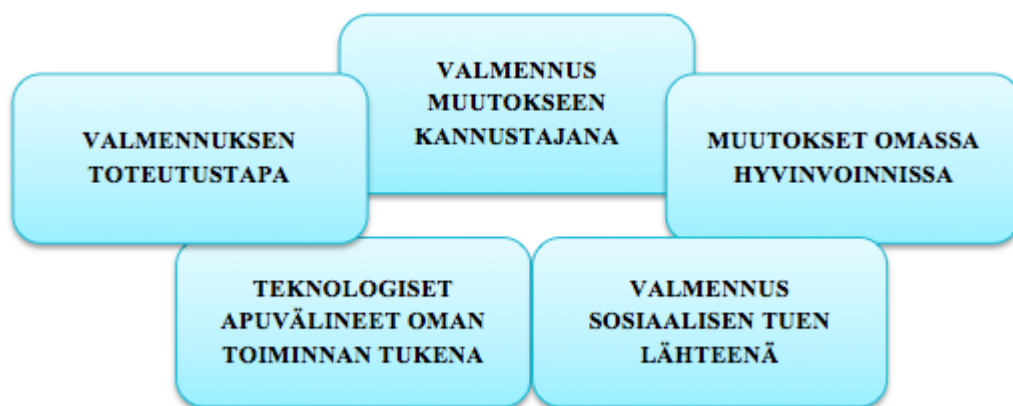 VALMENNUS
MUUTOKSEEN
KANNUSTAJANA
VALMENNUKSEN
TOTEUTUSTAPA
MUUTOKSET OMASSA
HYVINVOINNISSA
TEKNOLOGISET
APUVÄLINEET OMAN
TOIMINNAN TUKENA
VALMENNUS
SOSIAALISEN TUEN
LÄHTEENÄ